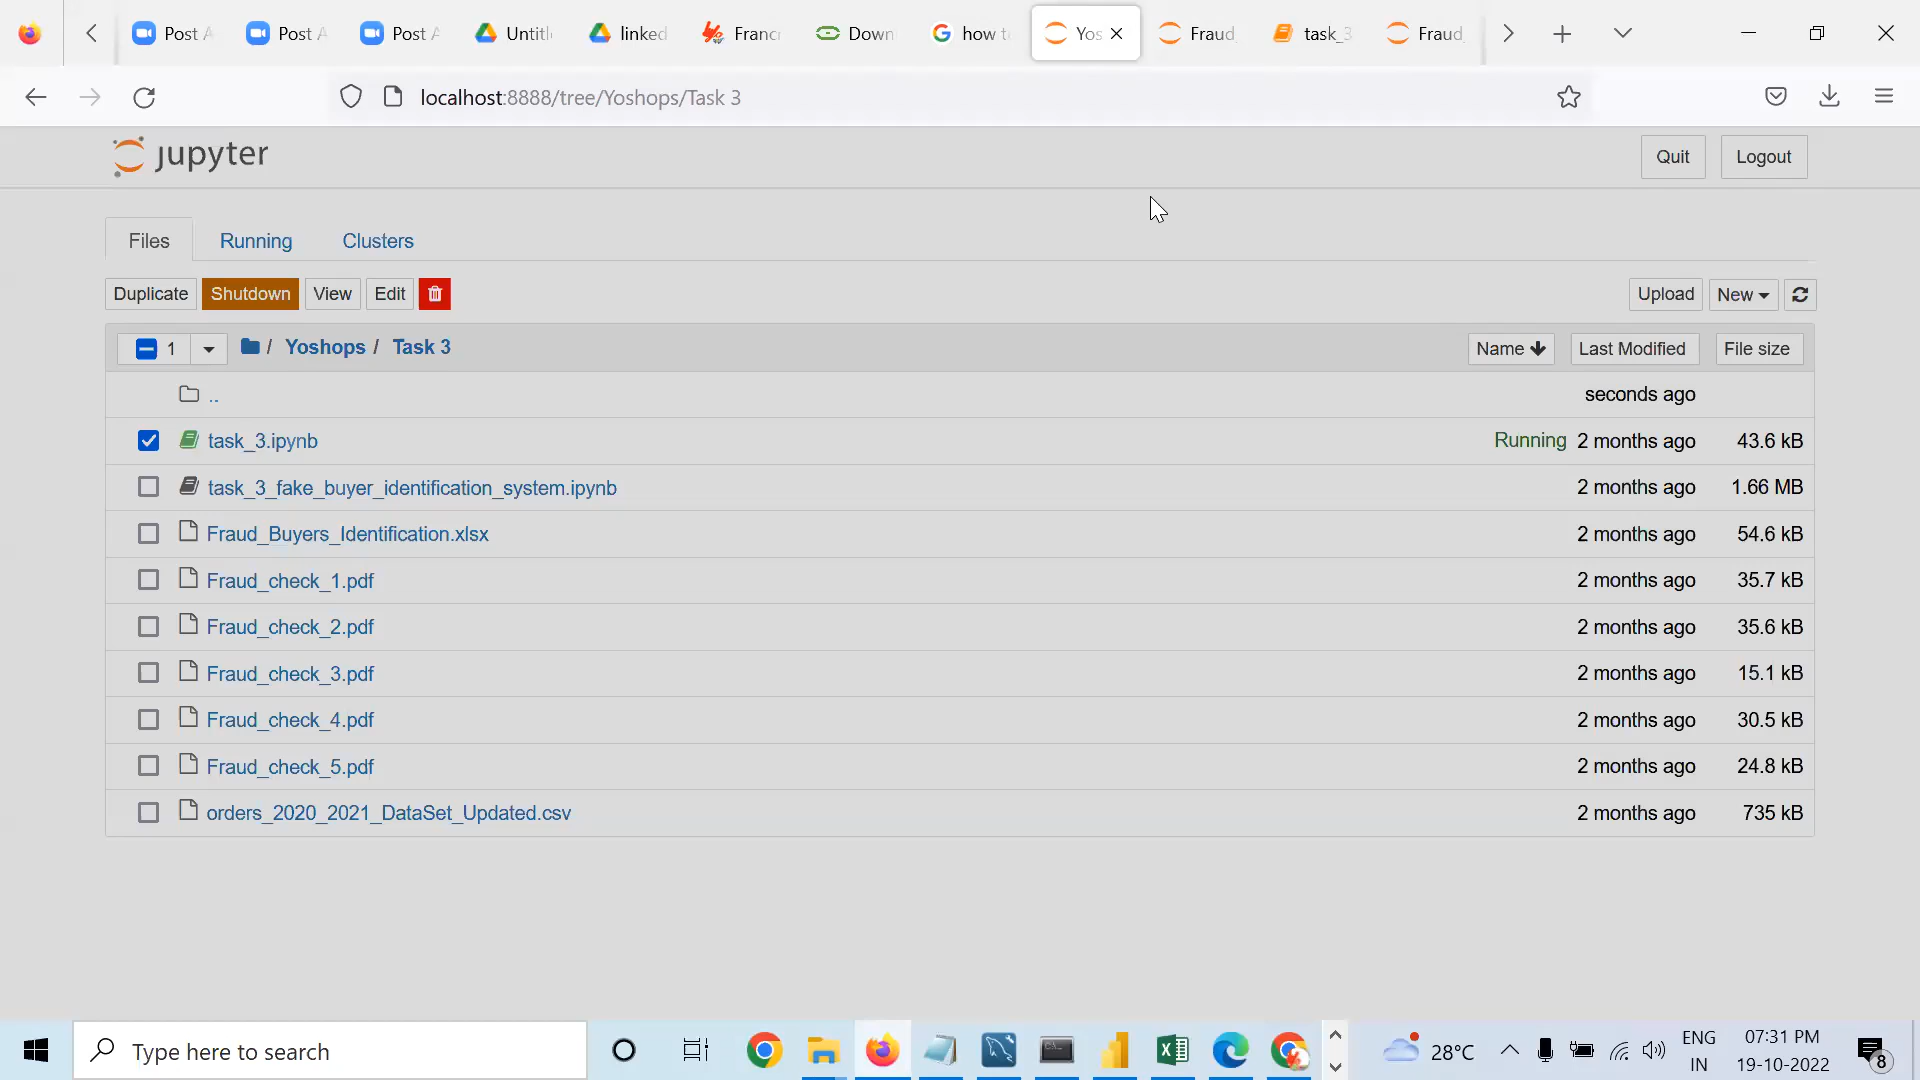 Post A Post A Post A Untitl linked Franc Down how to Yos Fraud_ task_3 Fraud_
localhost:8888/tree/Yoshops/Task 3
jupyter Quit Logout
Files Running Clusters
Duplicate Shutdown View Edit Upload New
1 / Yoshops / Task 3 Name Last Modified File size
.. seconds ago
task_3.ipynb Running 2 months ago 43.6 kB
task_3_fake_buyer_identification_system.ipynb 2 months ago 1.66 MB
Fraud_Buyers_Identification.xlsx 2 months ago 54.6 kB
Fraud_check_1.pdf 2 months ago 35.7 kB
Fraud_check_2.pdf 2 months ago 35.6 kB
Fraud_check_3.pdf 2 months ago 15.1 kB
Fraud_check_4.pdf 2 months ago 30.5 kB
Fraud_check_5.pdf 2 months ago 24.8 kB
orders_2020_2021_DataSet_Updated.csv 2 months ago 735 kB
Type here to search 28°C ENG 07:31 PM
IN 19-10-2022 8